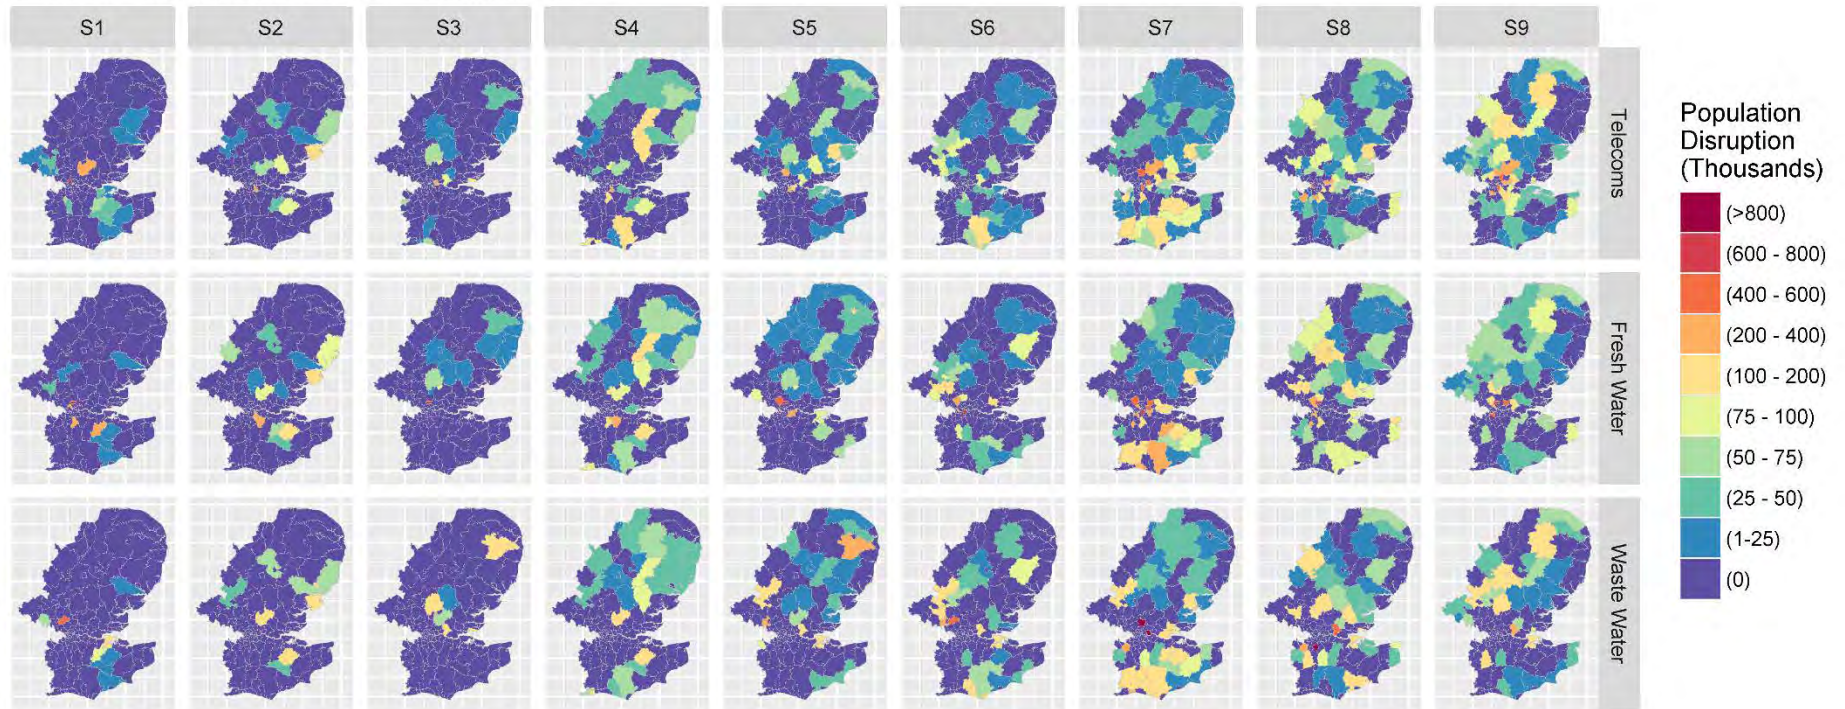 S1
S2
S3
S4
S5
S6
S7
S8
S9
Telecoms
Fresh Water
Waste Water
Population
Disruption
(Thousands)
(>800)
(600 - 800)
(400 - 600)
(200 - 400)
(100 - 200)
(75 - 100)
(50 - 75)
(25 - 50)
(1-25)
(0)